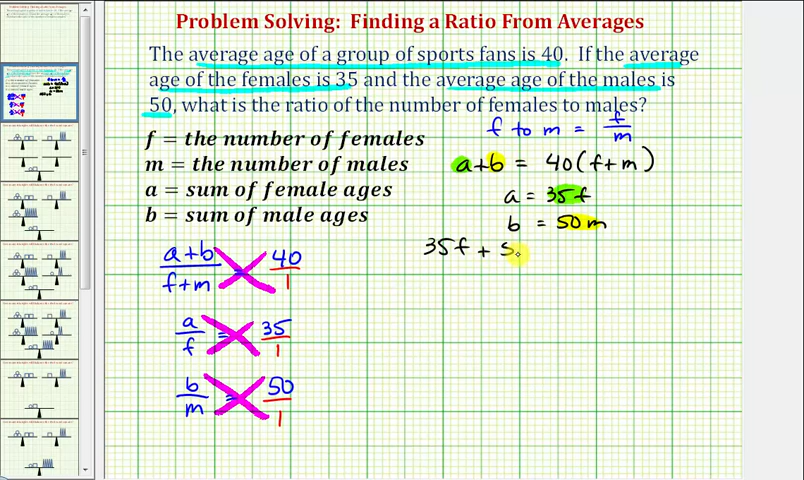 Problem Solving: Finding a Ratio From Averages
The average age of a group of sports fans is 40. If the average
age of the females is 35 and the average age of the males is
50, what is the ratio of the number of females to males?
f to m = f/m
f = the number of females
m = the number of males
a = sum of female ages
b = sum of male ages
a+b = 40(f+m)
a = 35f
b = 50m
35f + 5
a+b/f+m = 40/1
a/f = 35/1
b/m = 50/1